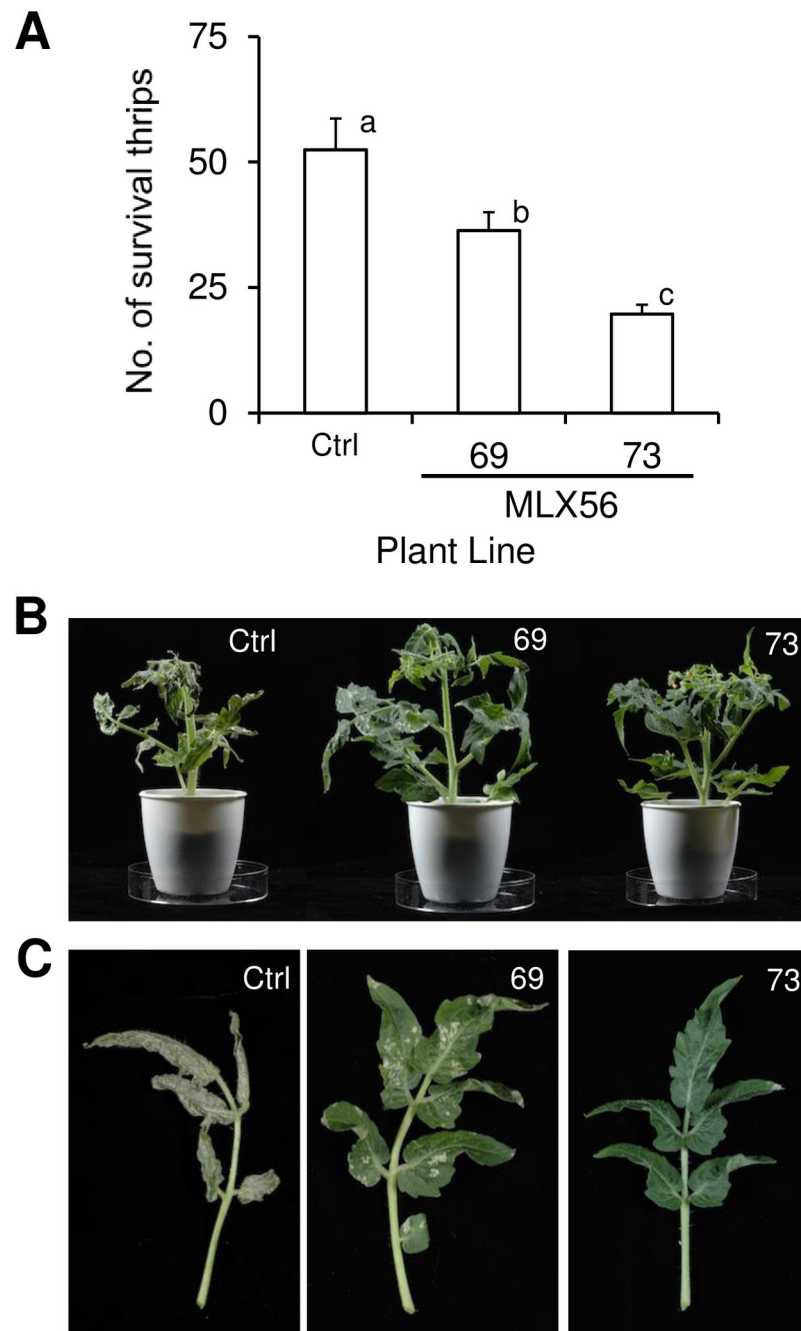 A
No. of survival thrips
75
50
25
0
a
b
c
Ctrl
69
73
MLX56
Plant Line
B
Ctrl
69
73
C
Ctrl
69
73